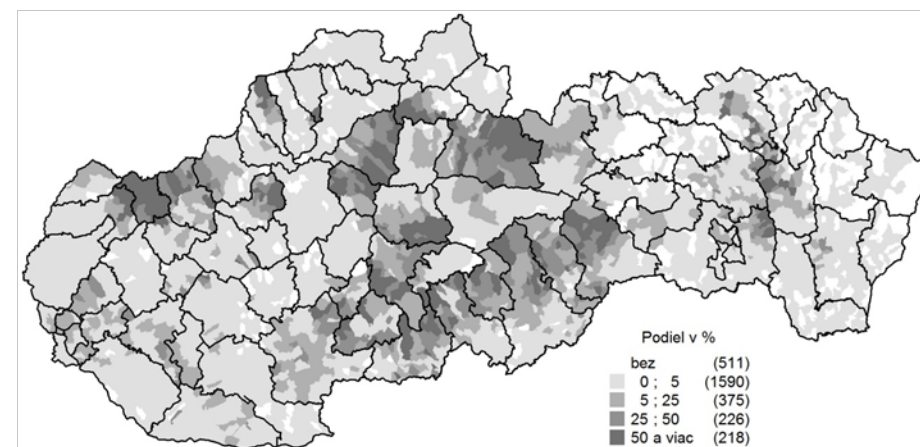 Podiel v %
bez (511)
0 ; 5 (1590)
5 ; 25 (375)
25 ; 50 (226)
50 a viac (218)